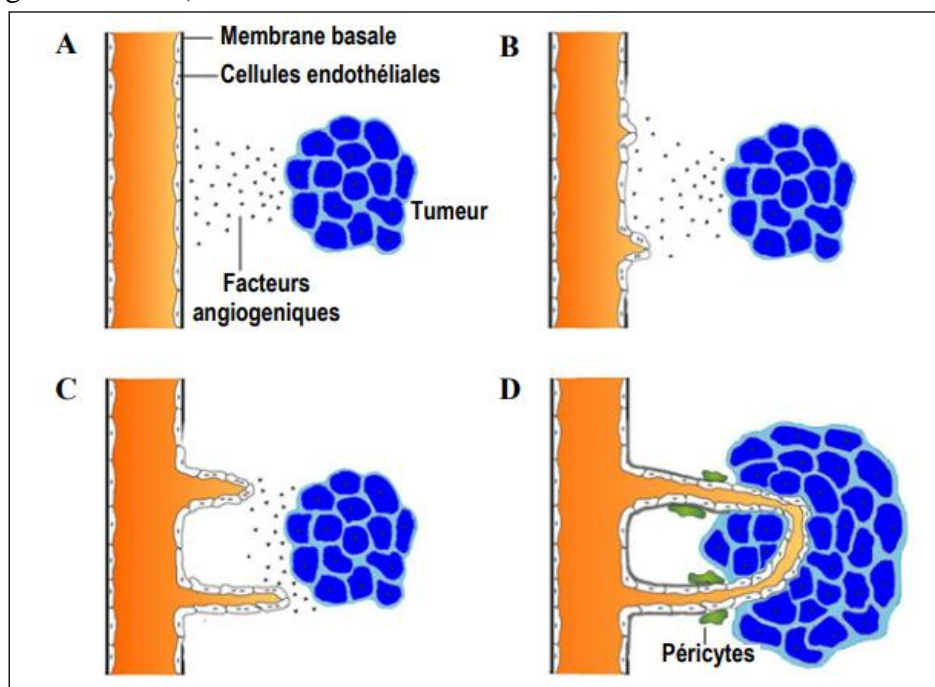 A
Membrane basale
Cellules endothéliales
Tumeur
Facteurs
angiogeniques
B
C
D
Péricytes